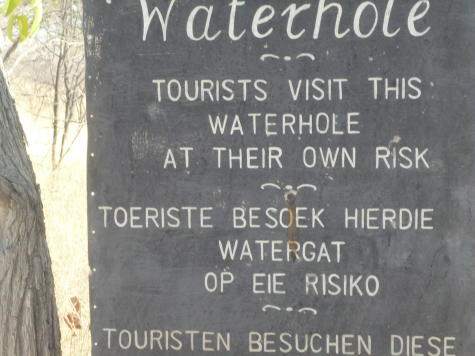 Waterhole
TOURISTS VISIT THIS
WATERHOLE
AT THEIR OWN RISK
TOERISTE BESOEK HIERDIE
WATERGAT
OP EIE RISIKO
TOURISTEN BESUCHEN DIESE